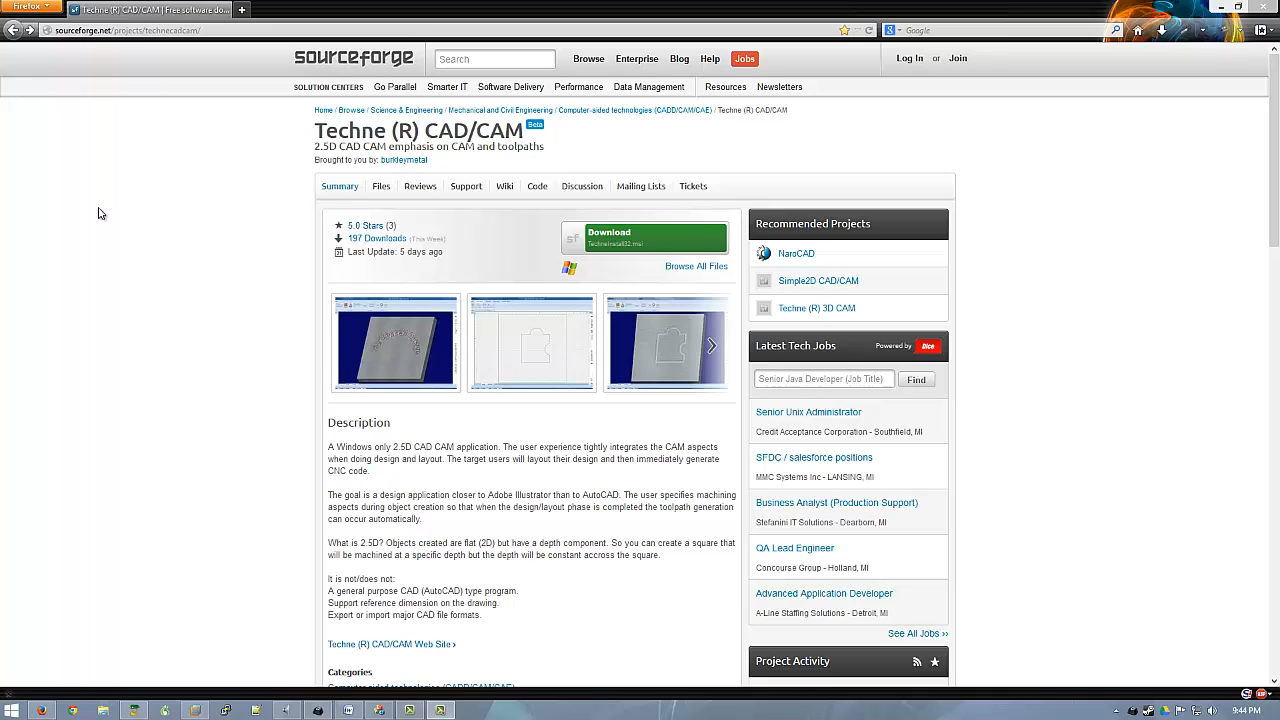 Firefox
Techne (R) CAD/CAM | Free software do...
sourceforge.net/projects/technecadcam/
Google
sourceforge
Search
Browse Enterprise Blog Help Jobs
Log In or Join
SOLUTION CENTERS Go Parallel Smarter IT Software Delivery Performance Data Management Resources Newsletters
Home / Browse / Science & Engineering / Mechanical and Civil Engineering / Computer-aided technologies (CADD/CAM/CAE) / Techne (R) CAD/CAM
Techne (R) CAD/CAM Beta
2.5D CAD CAM emphasis on CAM and toolpaths
Brought to you by: burkleymetal
Summary Files Reviews Support Wiki Code Discussion Mailing Lists Tickets
5.0 Stars (3)
197 Downloads (This Week)
Last Update: 5 days ago
sf
Download
TechneInstall32.msi
Browse All Files
Description
A Windows only 2.5D CAD CAM application. The user experience tightly integrates the CAM aspects
when doing design and layout. The target users will layout their design and then immediately generate
CNC code.
The goal is a design application closer to Adobe Illustrator than to AutoCAD. The user specifies machining
aspects during object creation so that when the design/layout phase is completed the toolpath generation
can occur automatically.
What is 2.5D? Objects created are flat (2D) but have a depth component. So you can create a square that
will be machined at a specific depth but the depth will be constant accross the square.
It is not/does not:
A general purpose CAD (AutoCAD) type program.
Support reference dimension on the drawing.
Export or import major CAD file formats.
Techne (R) CAD/CAM Web Site ›
Categories
Computer-aided technologies (CADD/CAM/CAE)
Recommended Projects
NaroCAD
Simple2D CAD/CAM
Techne (R) 3D CAM
Latest Tech Jobs
Powered by Dice
Senior Java Developer (Job Title)
Find
Senior Unix Administrator
Credit Acceptance Corporation - Southfield, MI
SFDC / salesforce positions
MMC Systems Inc - LANSING, MI
Business Analyst (Production Support)
Stefanini IT Solutions - Dearborn, MI
QA Lead Engineer
Concourse Group - Holland, MI
Advanced Application Developer
A-Line Staffing Solutions - Detroit, MI
See All Jobs ››
Project Activity
9:44 PM